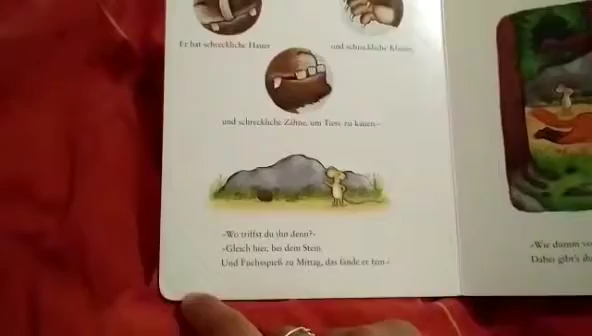 Er hat schreckliche Hauer
und schreckliche Klauen
und schreckliche Zähne, um Tiere zu kauen.«
»Wo triffst du ihn denn?«
»Gleich hier, bei dem Stein.
Und Fuchsspieß zu Mittag, das fände er fein.«
»Wie dumm von
Dabei gibt's